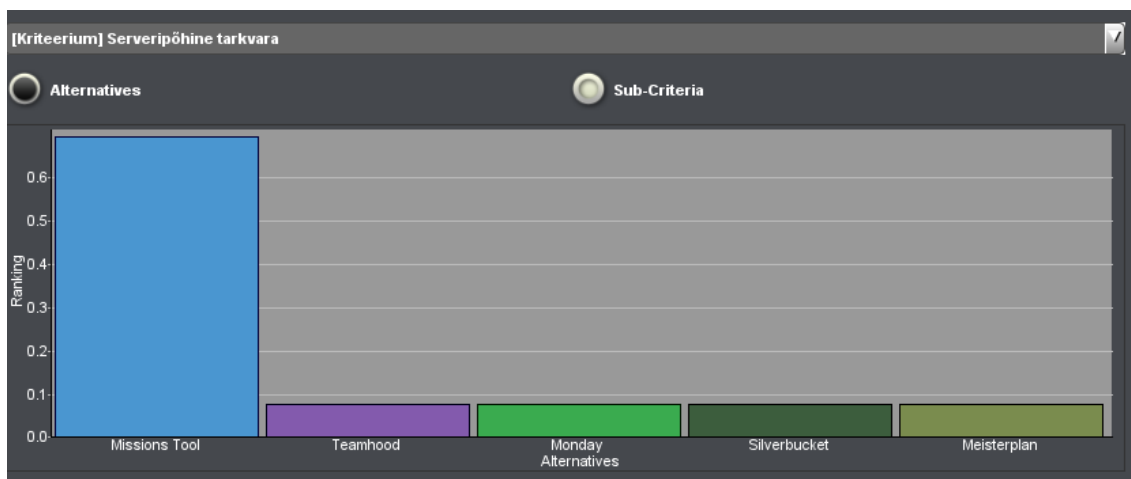 [Kriteerium] Serveripõhine tarkvara
Alternatives
Sub-Criteria
Ranking
0.6
0.5
0.4
0.3
0.2
0.1
0.0
Missions Tool
Teamhood
Monday
Silverbucket
Meisterplan
Alternatives